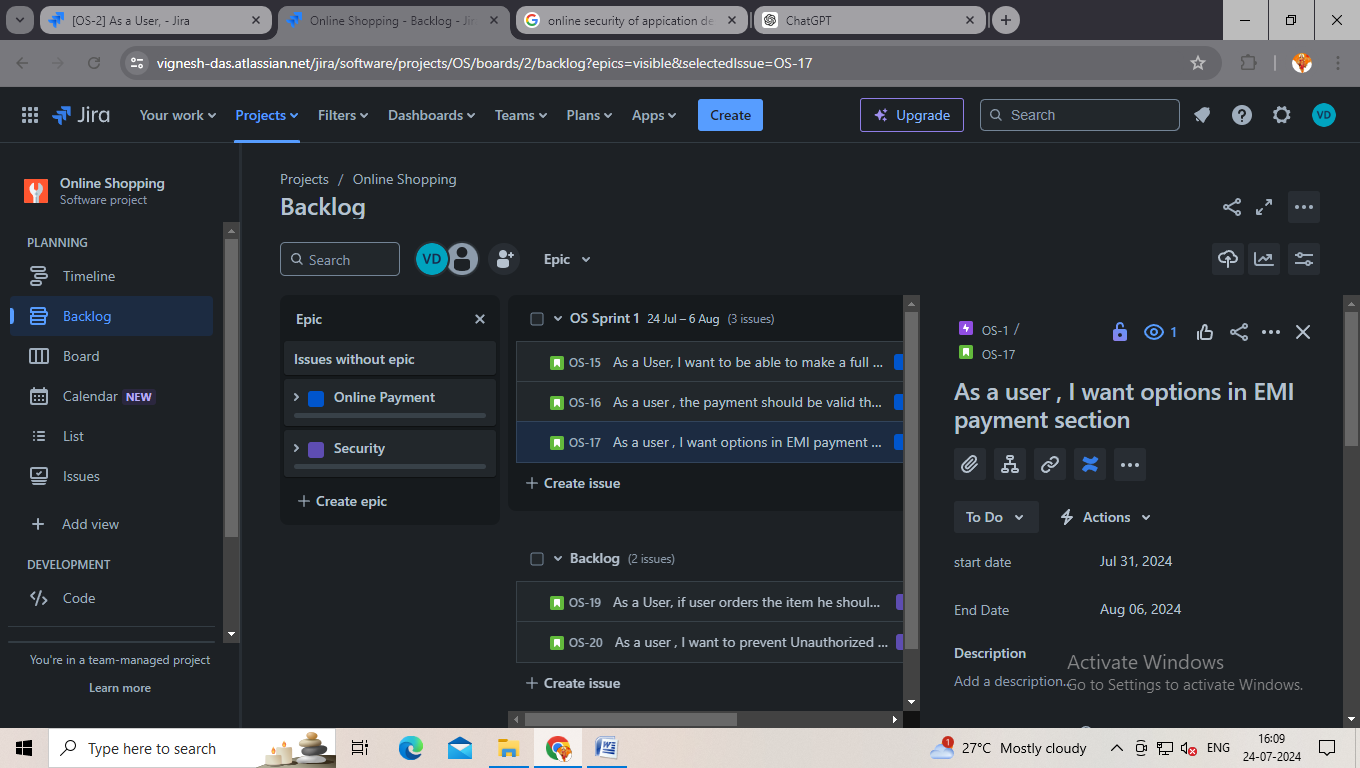 [OS-2] As a User, - Jira
Online Shopping - Backlog - Jir
online security of appication de
ChatGPT
vignesh-das.atlassian.net/jira/software/projects/OS/boards/2/backlog?epics=visible&selectedIssue=OS-17
Jira
Your work
Projects
Filters
Dashboards
Teams
Plans
Apps
Create
Upgrade
Search
VD
Online Shopping
Software project
PLANNING
Timeline
Backlog
Board
Calendar NEW
List
Issues
Add view
DEVELOPMENT
Code
You're in a team-managed project
Learn more
Projects / Online Shopping
Backlog
Search
VD
Epic
Epic
Issues without epic
Online Payment
Security
Create epic
OS Sprint 1 24 Jul – 6 Aug (3 issues)
OS-15 As a User, I want to be able to make a full ...
OS-16 As a user , the payment should be valid th...
OS-17 As a user , I want options in EMI payment ...
Create issue
Backlog (2 issues)
OS-19 As a User, if user orders the item he shoul...
OS-20 As a user , I want to prevent Unauthorized ...
Create issue
OS-1 /
OS-17
1
As a user , I want options in EMI
payment section
To Do
Actions
start date Jul 31, 2024
End Date Aug 06, 2024
Description
Add a description...
Activate Windows
Go to Settings to activate Windows.
Type here to search
1
27°C Mostly cloudy
ENG
16:09
24-07-2024